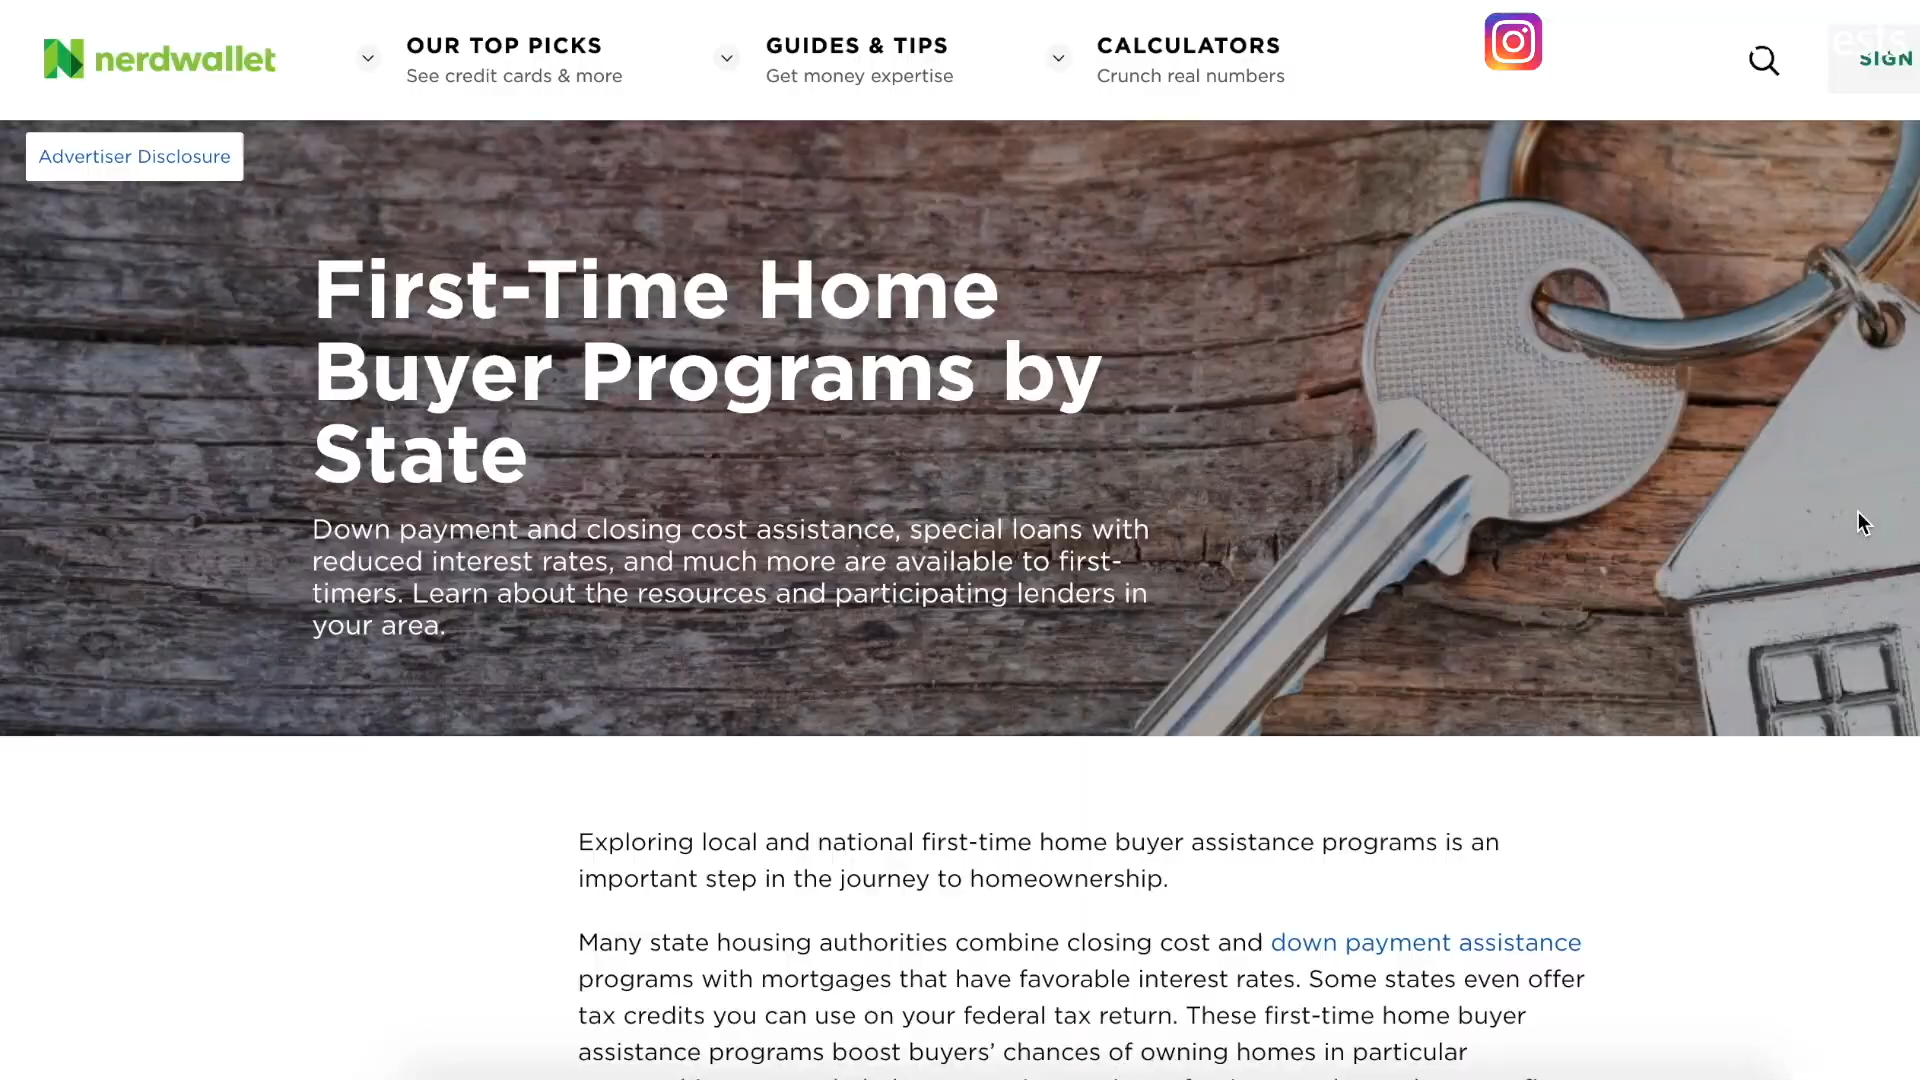 nerdwallet
OUR TOP PICKS
See credit cards & more
GUIDES & TIPS
Get money expertise
CALCULATORS
Crunch real numbers
SIGN
Advertiser Disclosure
First-Time Home
Buyer Programs by
State
Down payment and closing cost assistance, special loans with
reduced interest rates, and much more are available to first-
timers. Learn about the resources and participating lenders in
your area.
Exploring local and national first-time home buyer assistance programs is an
important step in the journey to homeownership.
Many state housing authorities combine closing cost and down payment assistance
programs with mortgages that have favorable interest rates. Some states even offer
tax credits you can use on your federal tax return. These first-time home buyer
assistance programs boost buyers’ chances of owning homes in particular